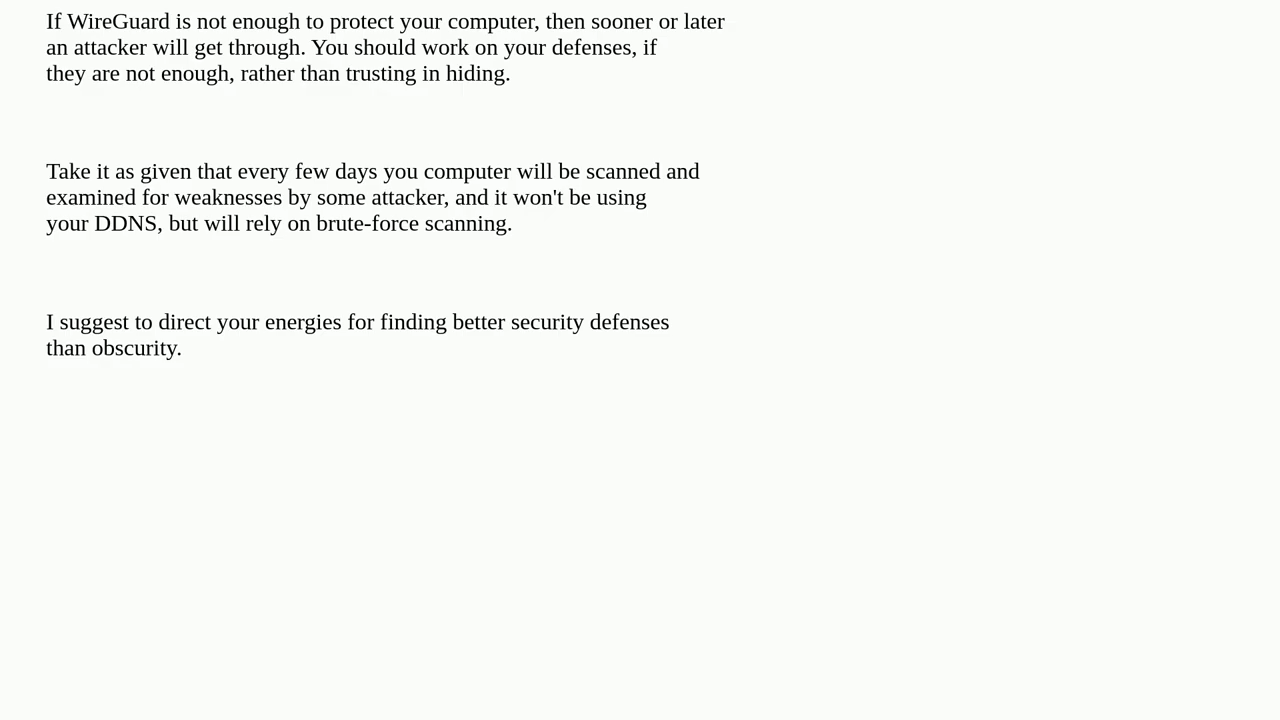 If WireGuard is not enough to protect your computer, then sooner or later
an attacker will get through. You should work on your defenses, if
they are not enough, rather than trusting in hiding.
Take it as given that every few days you computer will be scanned and
examined for weaknesses by some attacker, and it won't be using
your DDNS, but will rely on brute-force scanning.
I suggest to direct your energies for finding better security defenses
than obscurity.